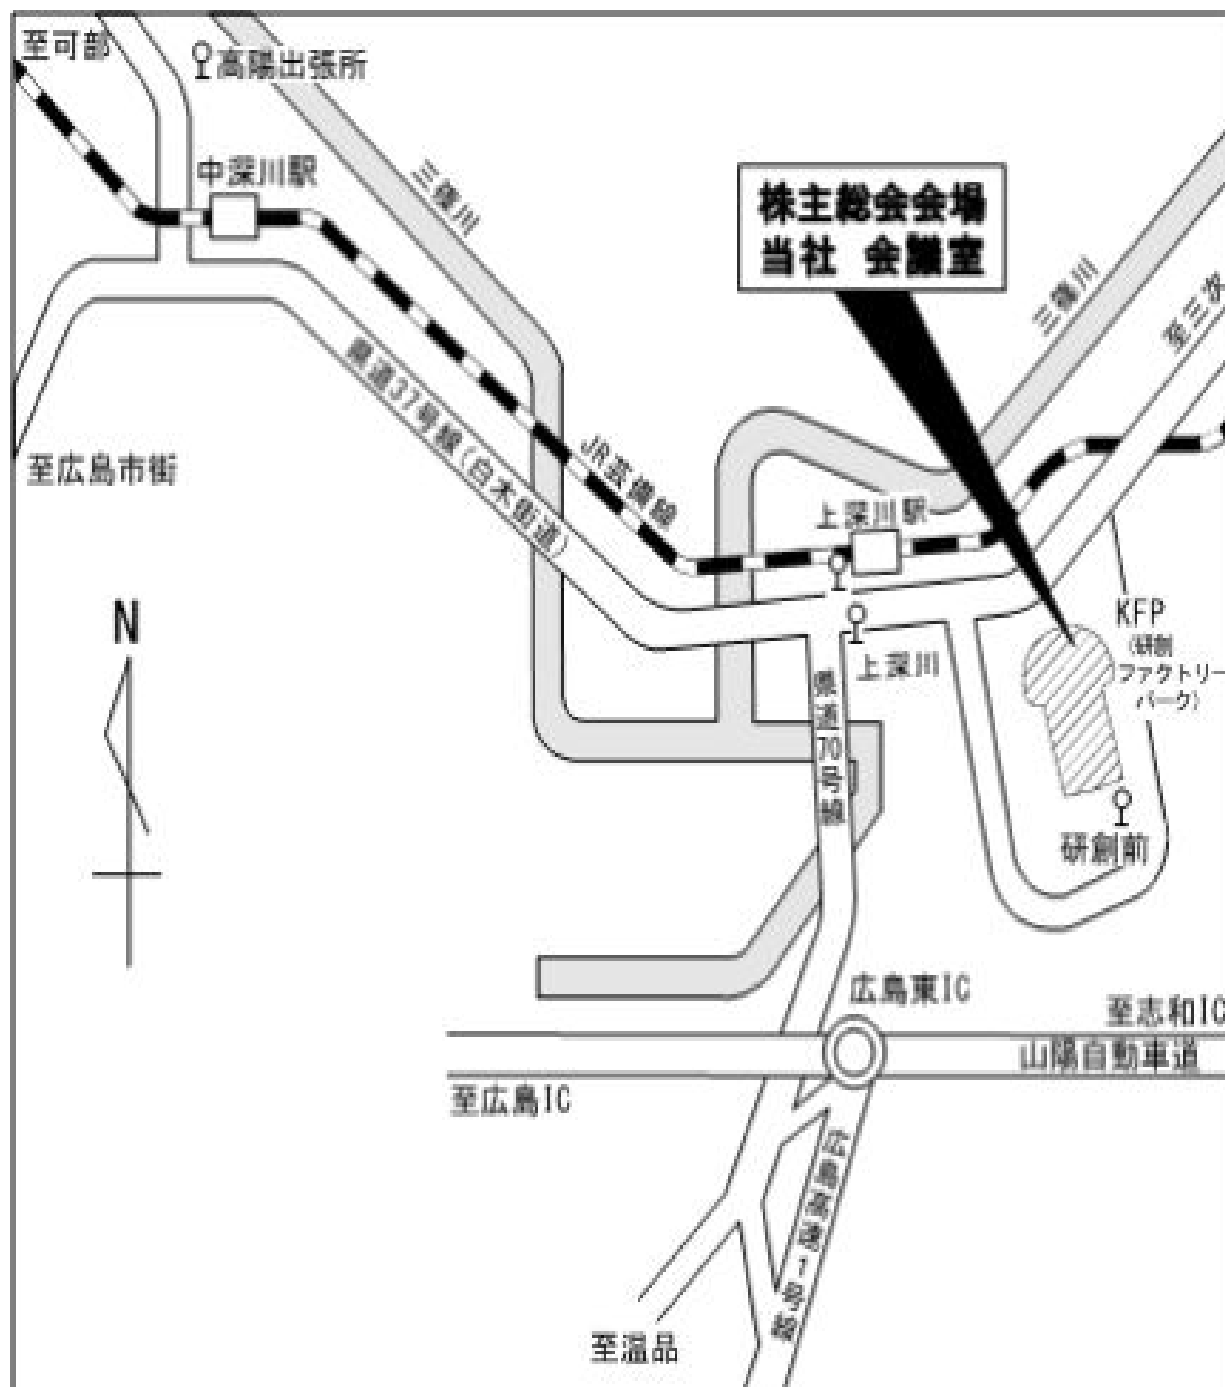 至可部
高陽出張所
中深川駅
三篠川
株主総会会場
当社 会議室
三篠川
至三次
県道37号線(白木街道)
JR芸備線
至広島市街
上深川駅
N
KFP
(研創
ファクトリー
パーク)
上深川
県道70号線
研創前
広島東IC
至志和IC
山陽自動車道
至広島IC
広島高速1号線
至温品